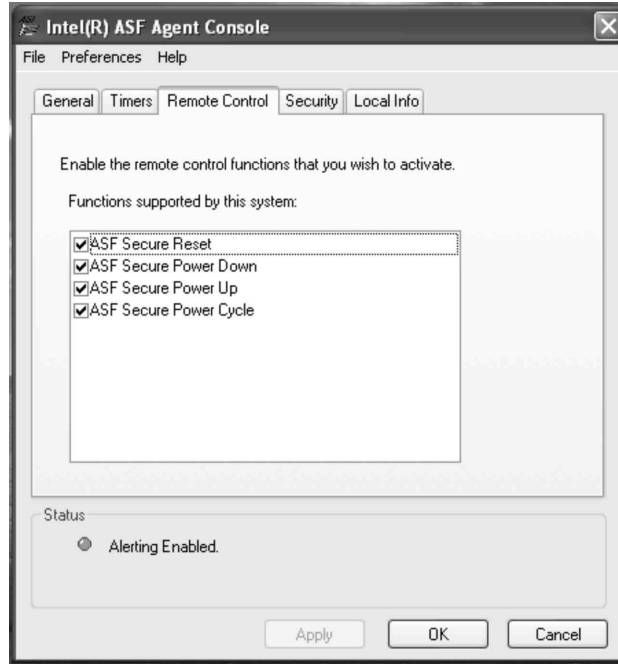 Intel(R) ASF Agent Console
File Preferences Help
General Timers Remote Control Security Local Info
Enable the remote control functions that you wish to activate.
Functions supported by this system:
ASF Secure Reset
ASF Secure Power Down
ASF Secure Power Up
ASF Secure Power Cycle
Status
Alerting Enabled.
Apply OK Cancel